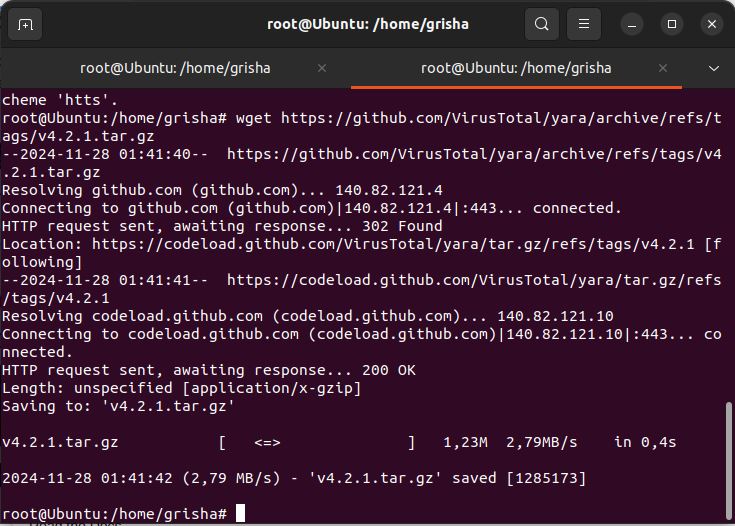 root@Ubuntu: /home/grisha
root@Ubuntu: /home/grisha
root@Ubuntu: /home/grisha
cheme 'htts'.
root@Ubuntu:/home/grisha# wget https://github.com/VirusTotal/yara/archive/refs/t
ags/v4.2.1.tar.gz
--2024-11-28 01:41:40--  https://github.com/VirusTotal/yara/archive/refs/tags/v4
.2.1.tar.gz
Resolving github.com (github.com)... 140.82.121.4
Connecting to github.com (github.com)|140.82.121.4|:443... connected.
HTTP request sent, awaiting response... 302 Found
Location: https://codeload.github.com/VirusTotal/yara/tar.gz/refs/tags/v4.2.1 [f
ollowing]
--2024-11-28 01:41:41--  https://codeload.github.com/VirusTotal/yara/tar.gz/refs
/tags/v4.2.1
Resolving codeload.github.com (codeload.github.com)... 140.82.121.10
Connecting to codeload.github.com (codeload.github.com)|140.82.121.10|:443... co
nnected.
HTTP request sent, awaiting response... 200 OK
Length: unspecified [application/x-gzip]
Saving to: 'v4.2.1.tar.gz'
v4.2.1.tar.gz           [   <=>              ]   1,23M  2,79MB/s    in 0,4s
2024-11-28 01:41:42 (2,79 MB/s) - 'v4.2.1.tar.gz' saved [1285173]
root@Ubuntu:/home/grisha#